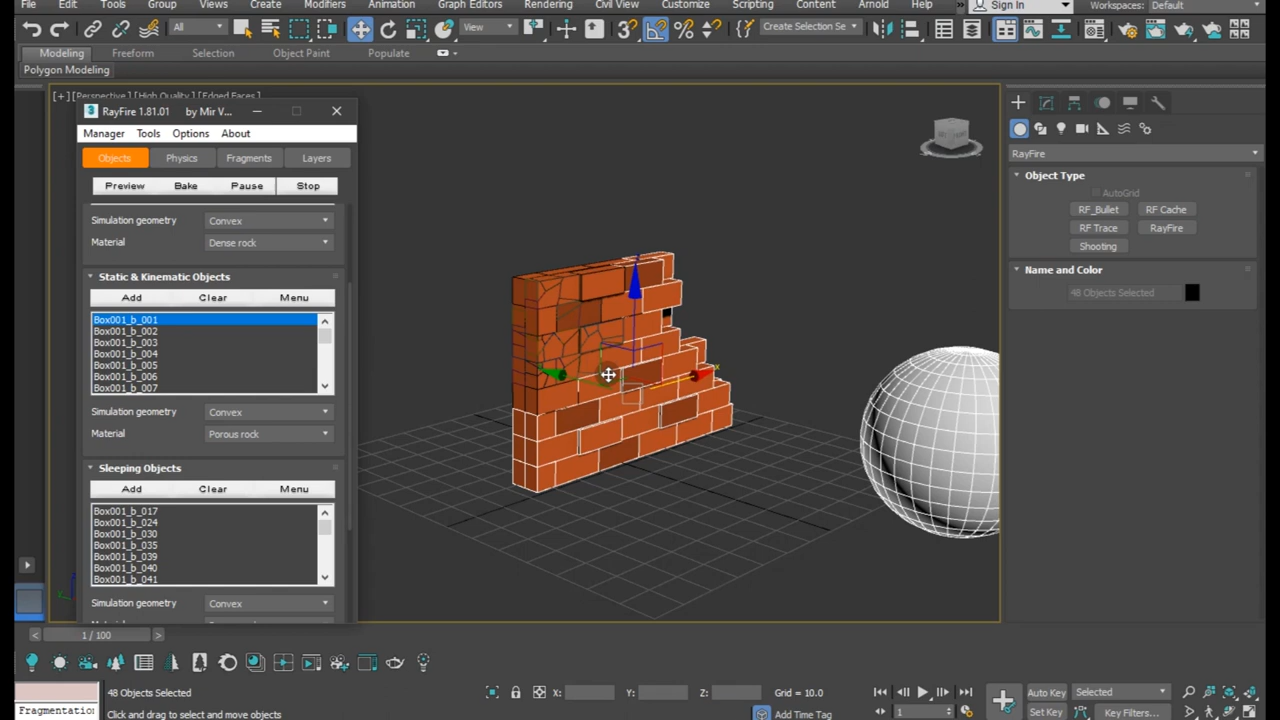 File Edit Tools Group Views Create Modifiers Animation Graph Editors Rendering Civil View Customize Scripting Content Arnold Help Sign In Workspaces: Default
All View Create Selection Se
Modeling Freeform Selection Object Paint Populate
Polygon Modeling
[+] [Perspective] [High Quality] [Edged Faces]
3 RayFire 1.81.01 by Mir V...
Manager Tools Options About
Objects Physics Fragments Layers
Preview Bake Pause Stop
Simulation geometry Convex
Material Dense rock
Static & Kinematic Objects
Add Clear Menu
Box001_b_001
Box001_b_002
Box001_b_003
Box001_b_004
Box001_b_005
Box001_b_006
Box001_b_007
Simulation geometry Convex
Material Porous rock
Sleeping Objects
Add Clear Menu
Box001_b_017
Box001_b_024
Box001_b_030
Box001_b_035
Box001_b_039
Box001_b_040
Box001_b_041
Simulation geometry Convex
x
RayFire
Object Type
AutoGrid
RF_Bullet RF Cache
RF Trace RayFire
Shooting
Name and Color
48 Objects Selected
< 1 / 100 >
48 Objects Selected X: Y: Z: Grid = 10.0 Auto Key Selected
Fragmentatio Click and drag to select and move objects Add Time Tag 1 Set Key Key Filters...